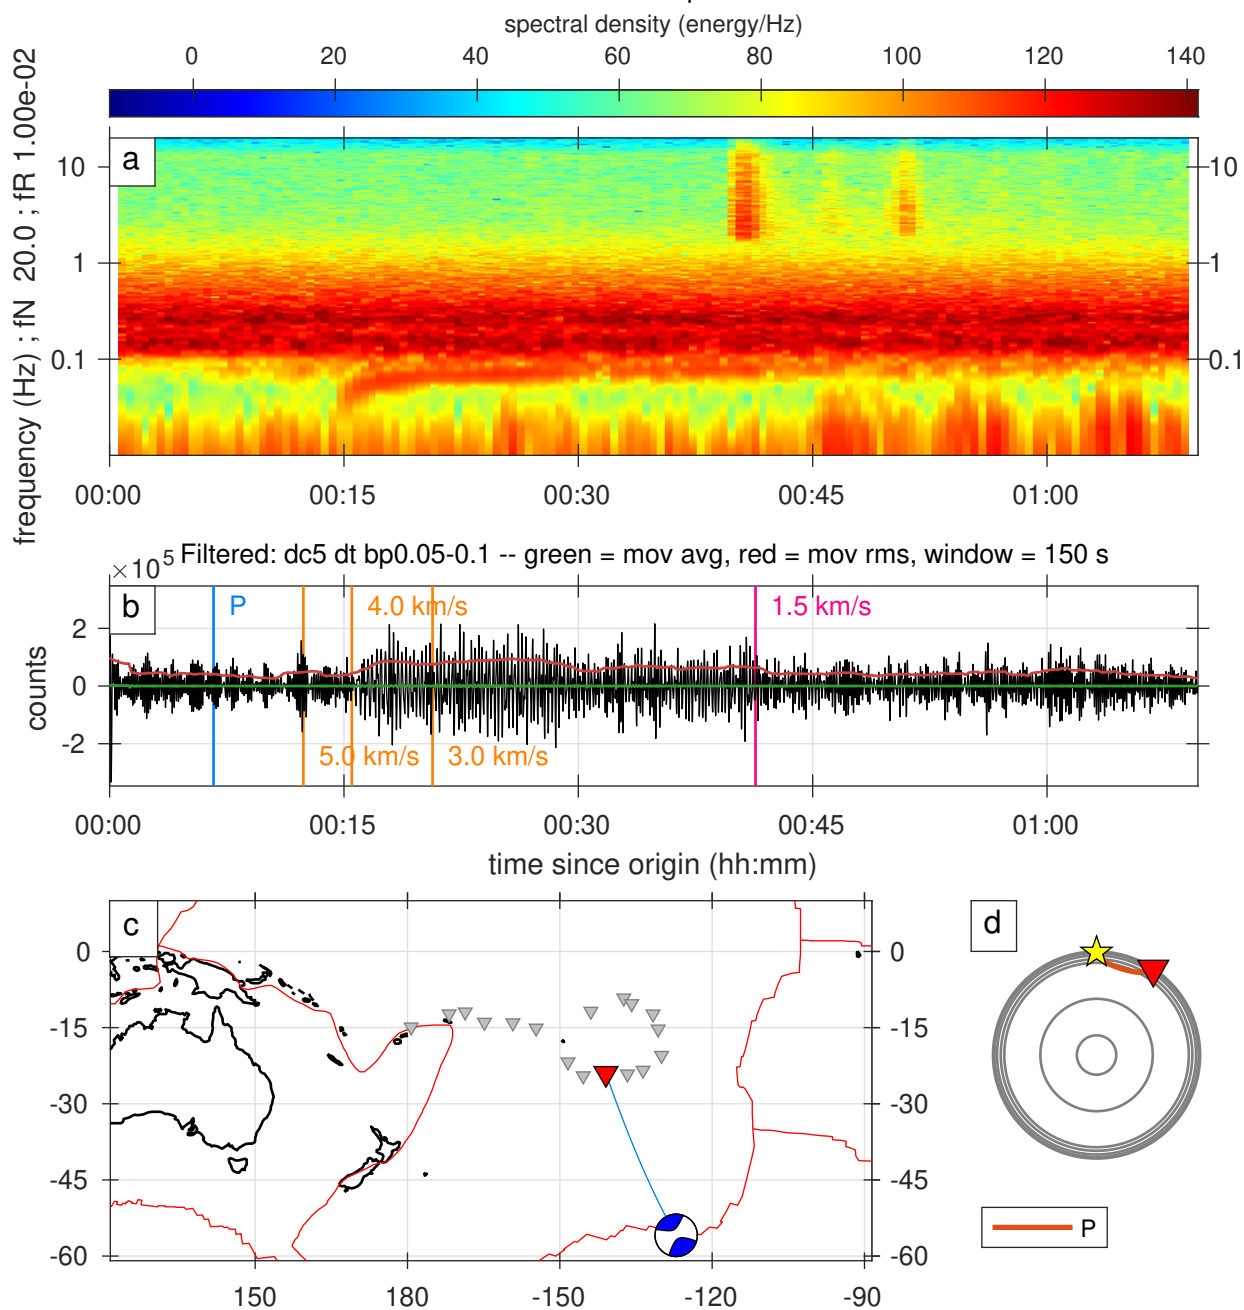 spectral density (energy/Hz)
0 20 40 60 80 100 120 140
a
frequency (Hz) ; fN 20.0 ; fR 1.00e-02
10 10
1 1
0.1 0.1
00:00 00:15 00:30 00:45 01:00
×10^5 Filtered: dc5 dt bp0.05-0.1 -- green = mov avg, red = mov rms, window = 150 s
b
P 4.0 km/s 1.5 km/s
counts
2
0
-2
5.0 km/s 3.0 km/s
00:00 00:15 00:30 00:45 01:00
time since origin (hh:mm)
c
0 0
-15 -15
-30 -30
-45 -45
-60 -60
150 180 -150 -120 -90
d
P